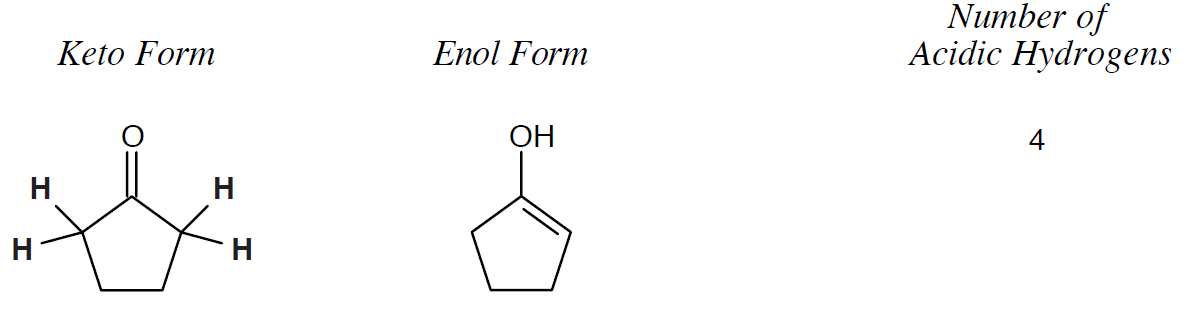 Number of
Keto Form Enol Form Acidic Hydrogens
O OH 4
H H
H H